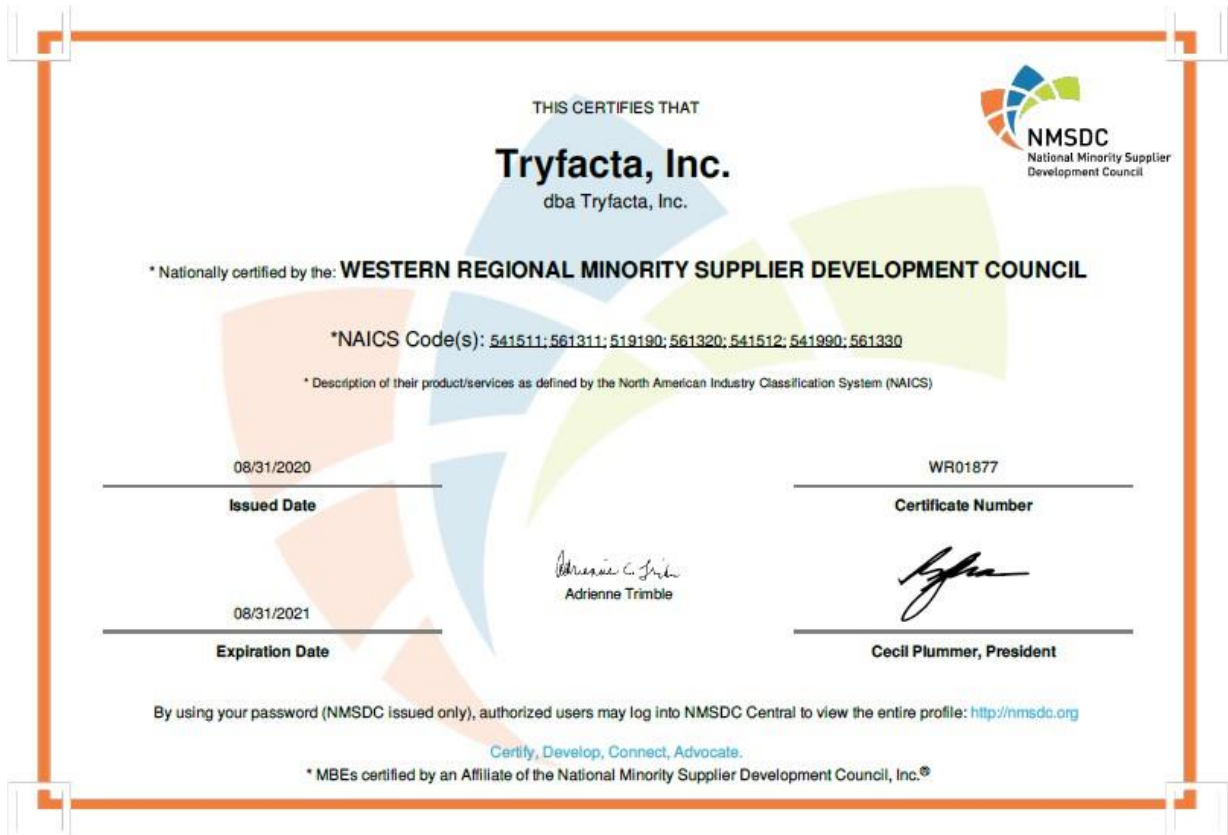 THIS CERTIFIES THAT
NMSDC
National Minority Supplier
Development Council
Tryfacta, Inc.
dba Tryfacta, Inc.
* Nationally certified by the: WESTERN REGIONAL MINORITY SUPPLIER DEVELOPMENT COUNCIL
*NAICS Code(s): 541511; 561311; 519190; 561320; 541512; 541990; 561330
* Description of their product/services as defined by the North American Industry Classification System (NAICS)
08/31/2020
Issued Date
WR01877
Certificate Number
Adrienne Trimble
08/31/2021
Expiration Date
Cecil Plummer, President
By using your password (NMSDC issued only), authorized users may log into NMSDC Central to view the entire profile: http://nmsdc.org
Certify, Develop, Connect, Advocate.
* MBEs certified by an Affiliate of the National Minority Supplier Development Council, Inc.®